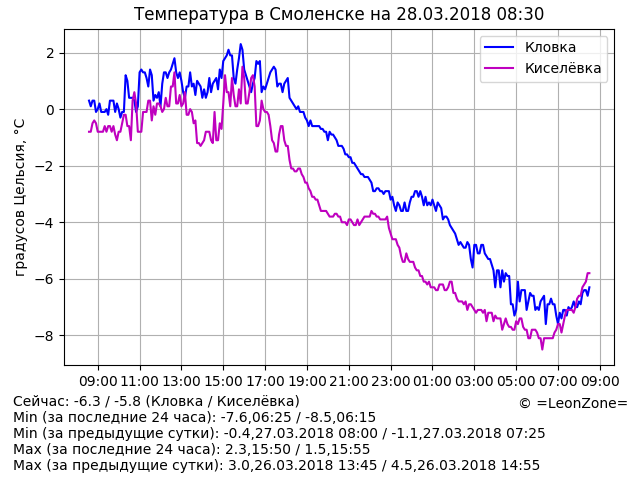 Температура в Смоленске на 28.03.2018 08:30
Кловка
Киселёвка
градусов Цельсия, °C
2
0
−2
−4
−6
−8
09:00 11:00 13:00 15:00 17:00 19:00 21:00 23:00 01:00 03:00 05:00 07:00 09:00
Сейчас: -6.3 / -5.8 (Кловка / Киселёвка)
© =LeonZone=
Min (за последние 24 часа): -7.6,06:25 / -8.5,06:15
Min (за предыдущие сутки): -0.4,27.03.2018 08:00 / -1.1,27.03.2018 07:25
Max (за последние 24 часа): 2.3,15:50 / 1.5,15:55
Max (за предыдущие сутки): 3.0,26.03.2018 13:45 / 4.5,26.03.2018 14:55